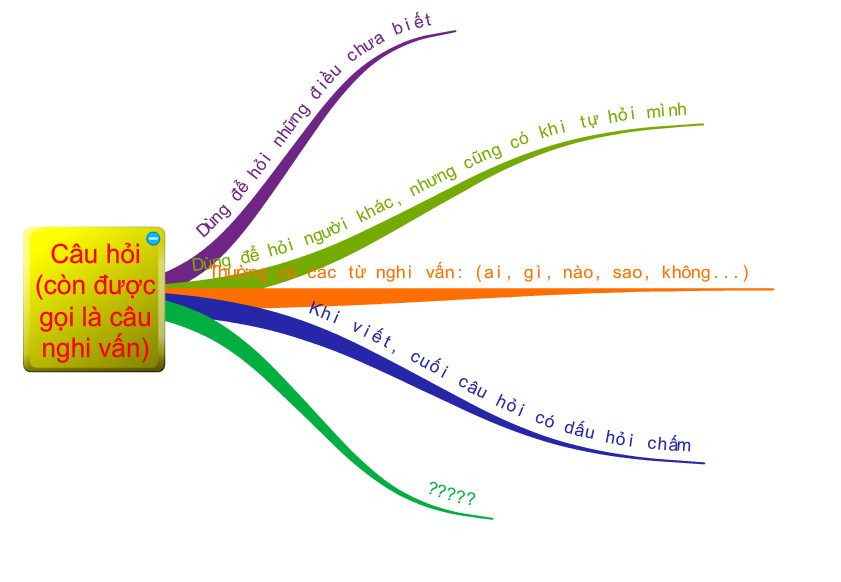 Câu hỏi
(còn được
gọi là câu
nghi vấn)
Dùng để hỏi những điều chưa biết
Dùng để hỏi người khác, nhưng cũng có khi tự hỏi mình
Thường có các từ nghi vấn: (ai, gì, nào, sao, không...)
Khi viết, cuối câu hỏi có dấu hỏi chấm
?????